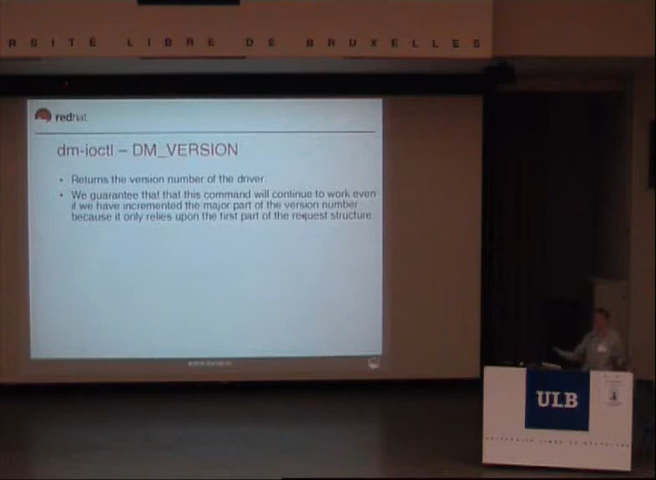 RSITÉ LIBRE DE BRUXELLES
redhat
dm-ioctl – DM_VERSION
• Returns the version number of the driver.
• We guarantee that that this command will continue to work even
if we have incremented the major part of the version number
because it only relies upon the first part of the request structure.
ULB